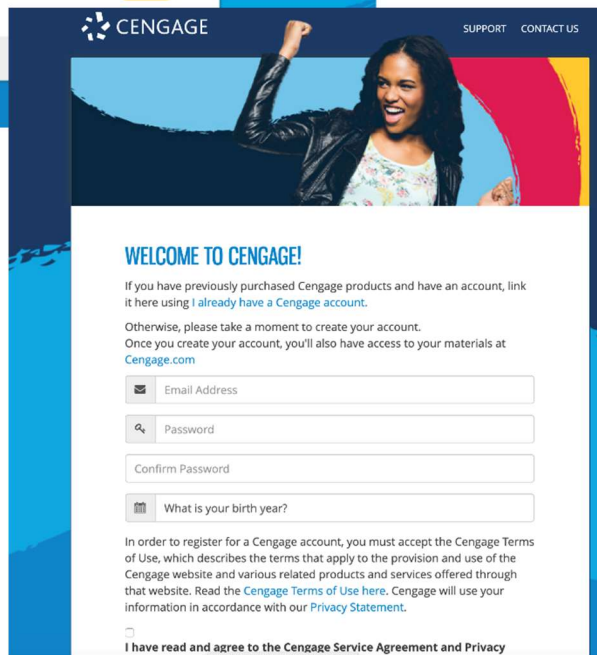 CENGAGE
SUPPORT CONTACT US
WELCOME TO CENGAGE!
If you have previously purchased Cengage products and have an account, link
it here using I already have a Cengage account.
Otherwise, please take a moment to create your account.
Once you create your account, you'll also have access to your materials at
Cengage.com
Email Address
Password
Confirm Password
What is your birth year?
In order to register for a Cengage account, you must accept the Cengage Terms
of Use, which describes the terms that apply to the provision and use of the
Cengage website and various related products and services offered through
that website. Read the Cengage Terms of Use here. Cengage will use your
information in accordance with our Privacy Statement.
I have read and agree to the Cengage Service Agreement and Privacy